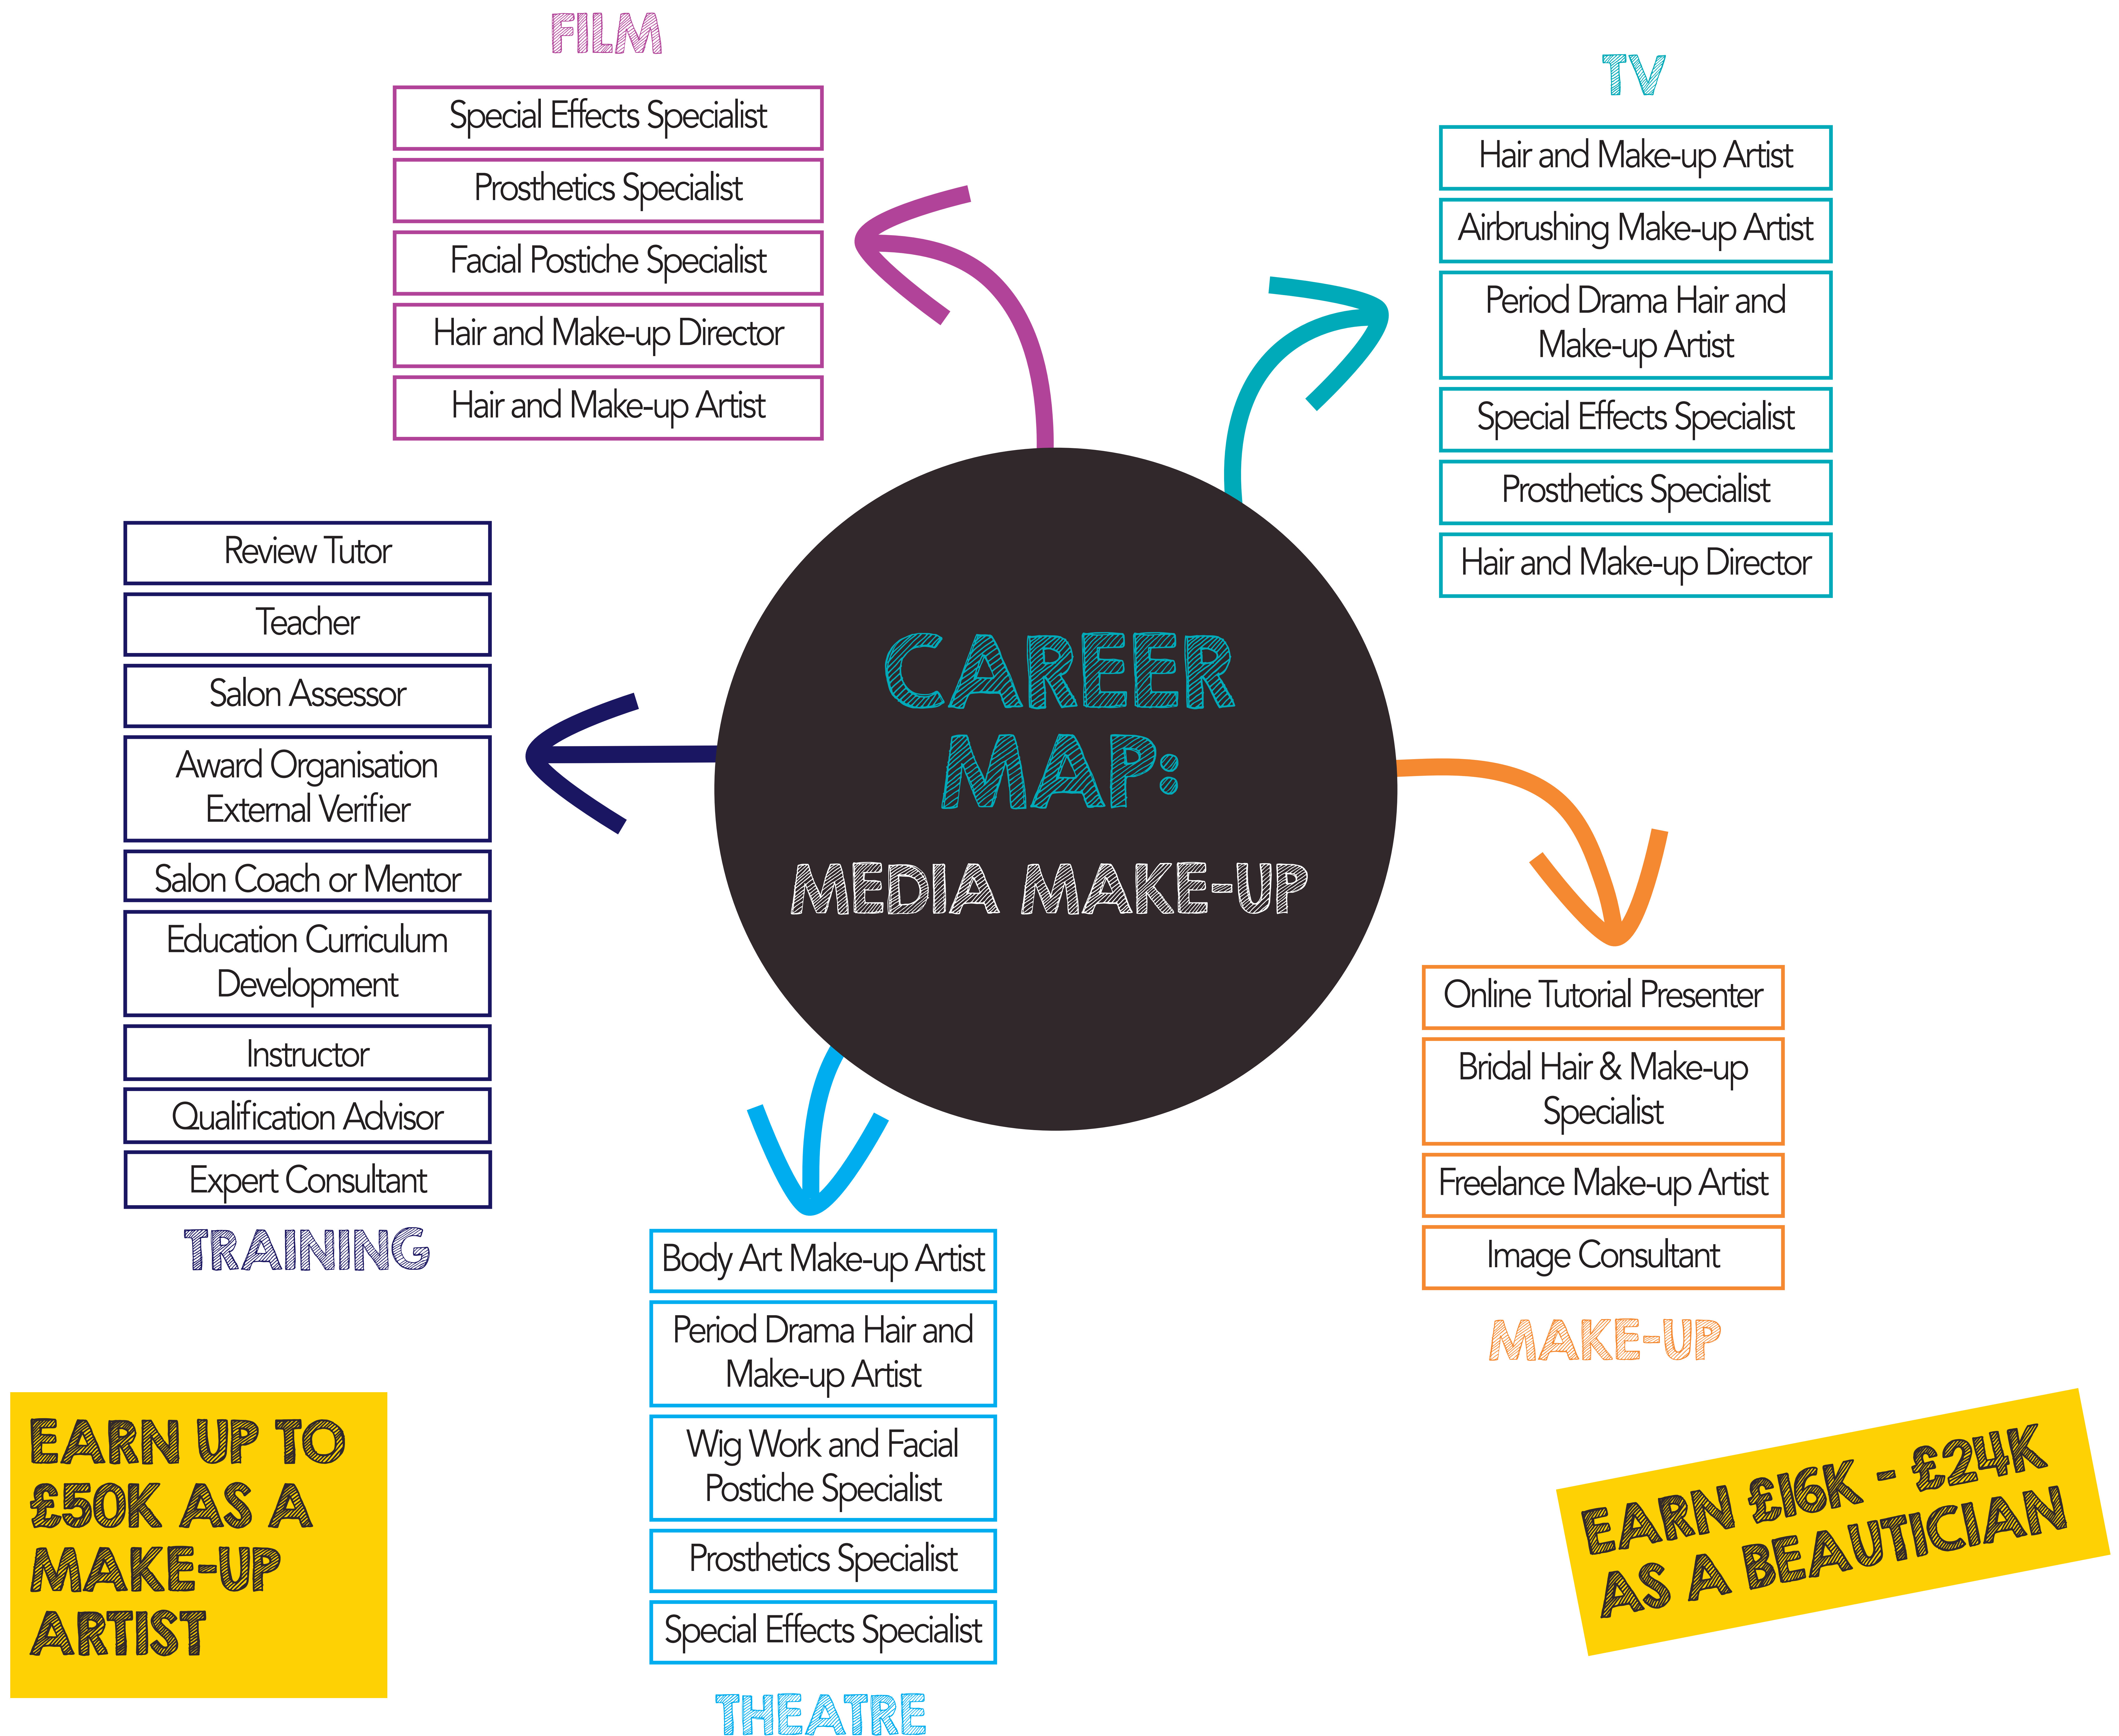 FILM
Special Effects Specialist
Prosthetics Specialist
Facial Postiche Specialist
Hair and Make-up Director
Hair and Make-up Artist
TV
Hair and Make-up Artist
Airbrushing Make-up Artist
Period Drama Hair and
Make-up Artist
Special Effects Specialist
Prosthetics Specialist
Hair and Make-up Director
CAREER
MAP:
MEDIA MAKE-UP
Review Tutor
Teacher
Salon Assessor
Award Organisation
External Verifier
Salon Coach or Mentor
Education Curriculum
Development
Instructor
Qualification Advisor
Expert Consultant
TRAINING
Online Tutorial Presenter
Bridal Hair & Make-up
Specialist
Freelance Make-up Artist
Image Consultant
MAKE-UP
Body Art Make-up Artist
Period Drama Hair and
Make-up Artist
Wig Work and Facial
Postiche Specialist
Prosthetics Specialist
Special Effects Specialist
THEATRE
EARN UP TO
£50K AS A
MAKE-UP
ARTIST
EARN £16K - £24K
AS A BEAUTICIAN